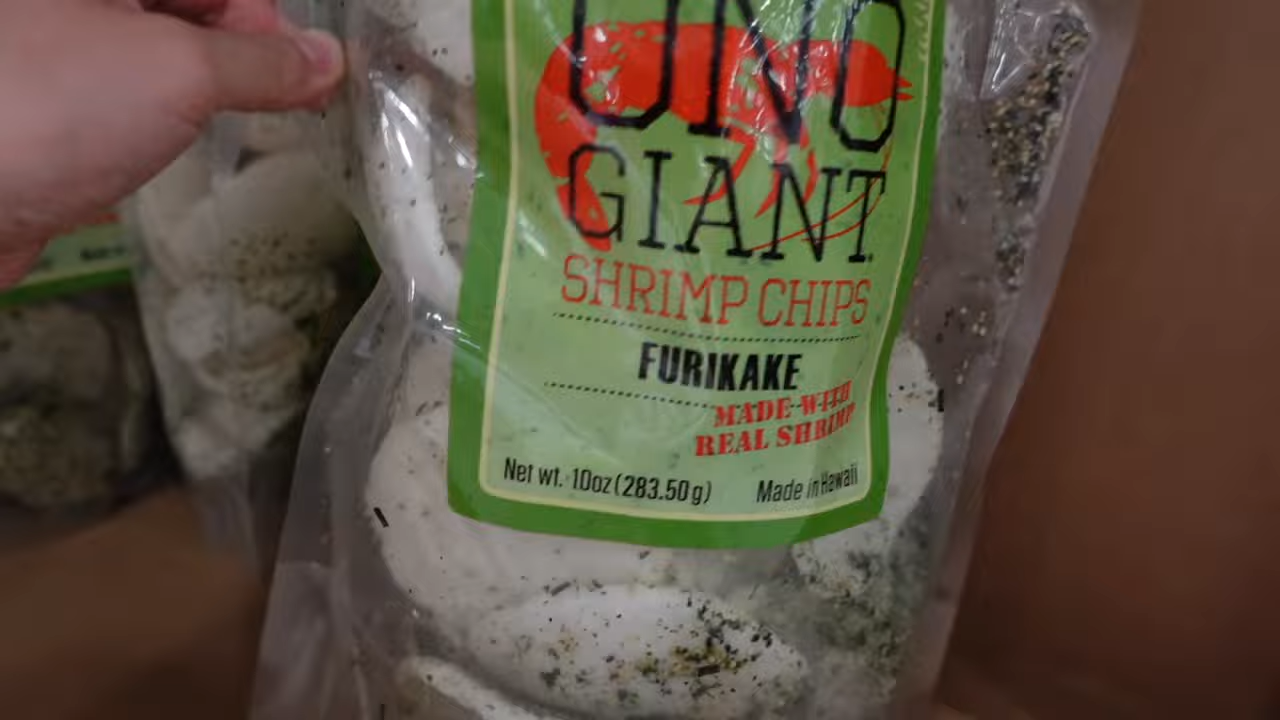 GIANT
SHRIMP CHIPS
FURIKAKE
MADE WITH
REAL SHRIMP
Net wt. 10oz (283.50g) Made in Hawaii